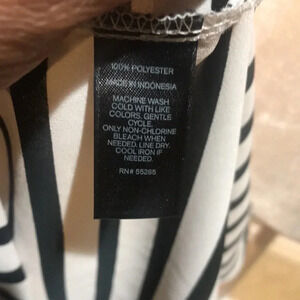 100% POLYESTER
MADE IN INDONESIA
MACHINE WASH
COLD WITH LIKE
COLORS, GENTLE
CYCLE.
ONLY NON-CHLORINE
BLEACH WHEN
NEEDED. LINE DRY.
COOL IRON IF
NEEDED.
RN# 55285